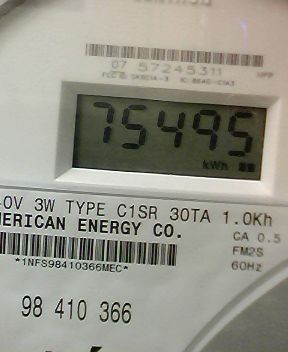 07 57245311
75495
kWh
0V 3W TYPE C1SR 30TA 1.0Kh
MERICAN ENERGY CO.
CA 0.5
FM2S
60Hz
*1NFS98410366MEC*
98 410 366